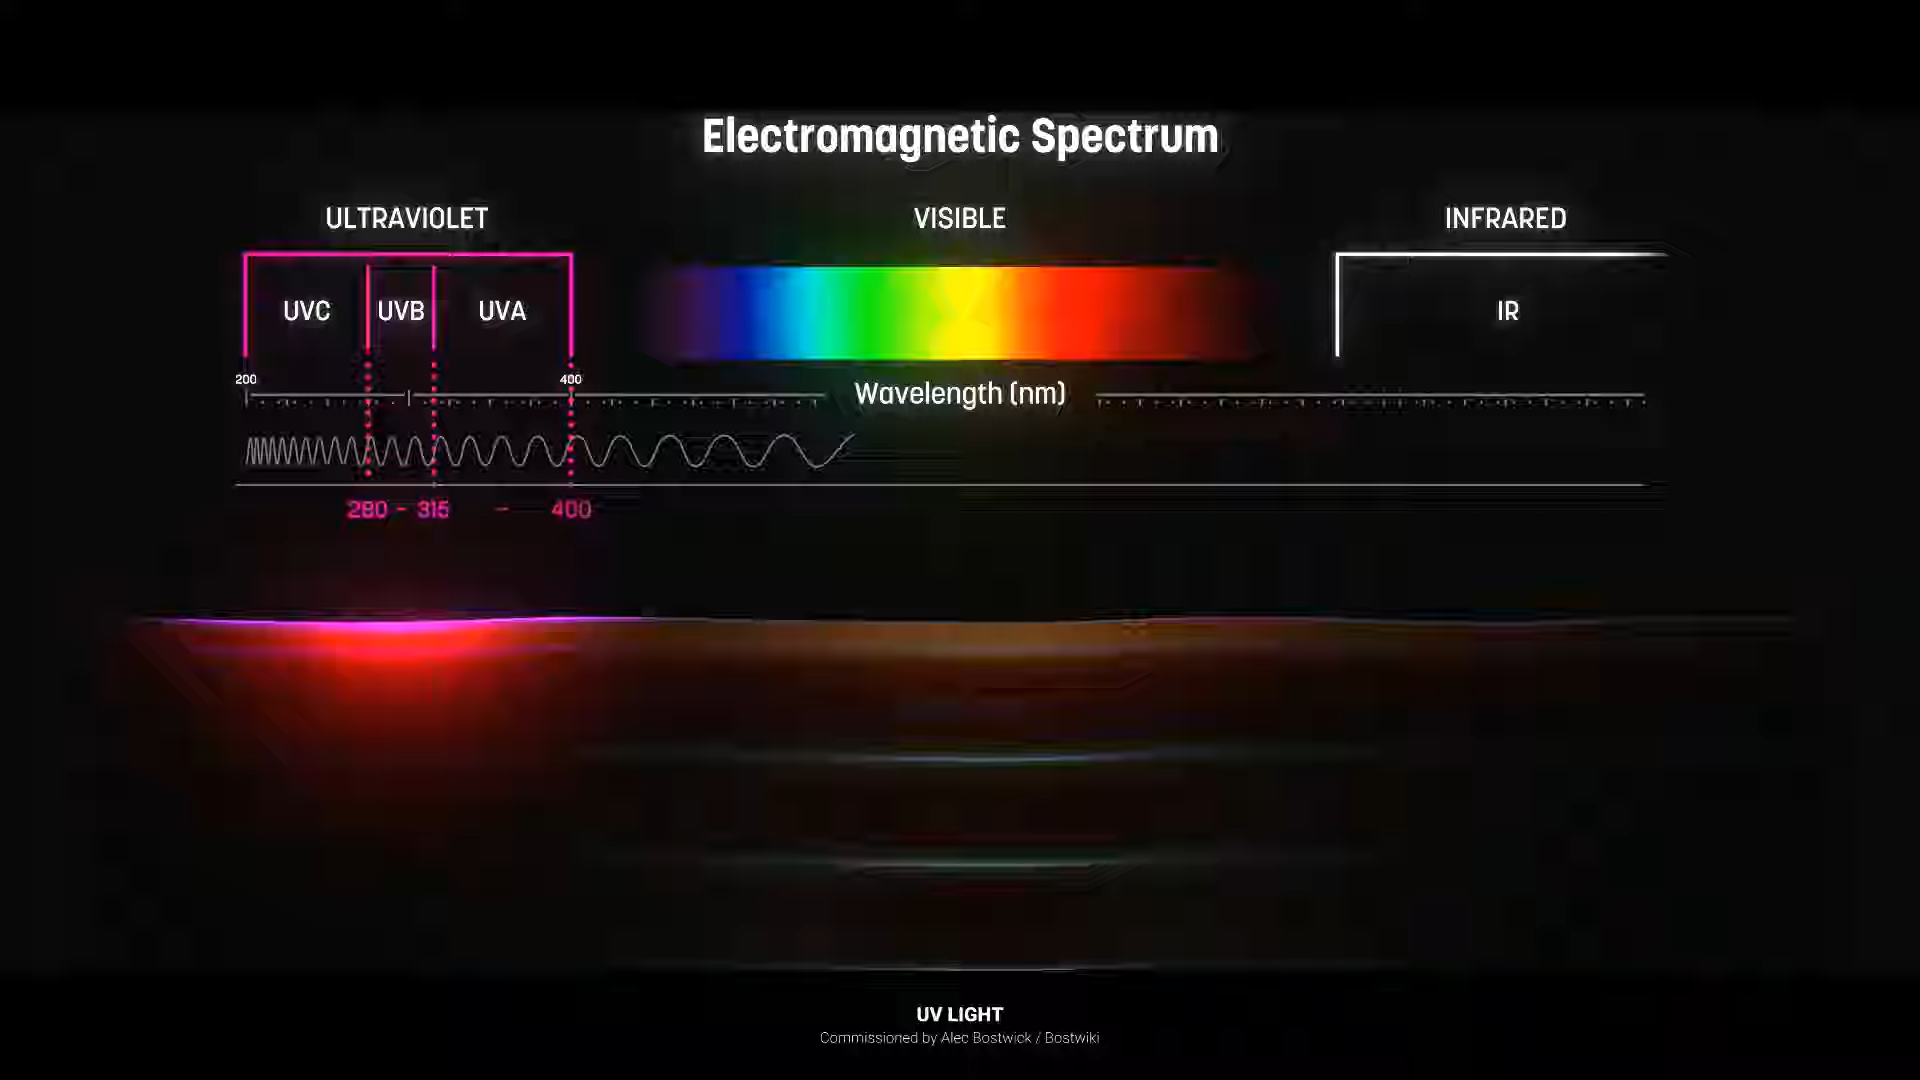 Electromagnetic Spectrum
ULTRAVIOLET
VISIBLE
INFRARED
UVC
UVB
UVA
IR
200
400
Wavelength (nm)
280 - 315 - 400
UV LIGHT
Commissioned by Alec Bostwick / Bostwiki